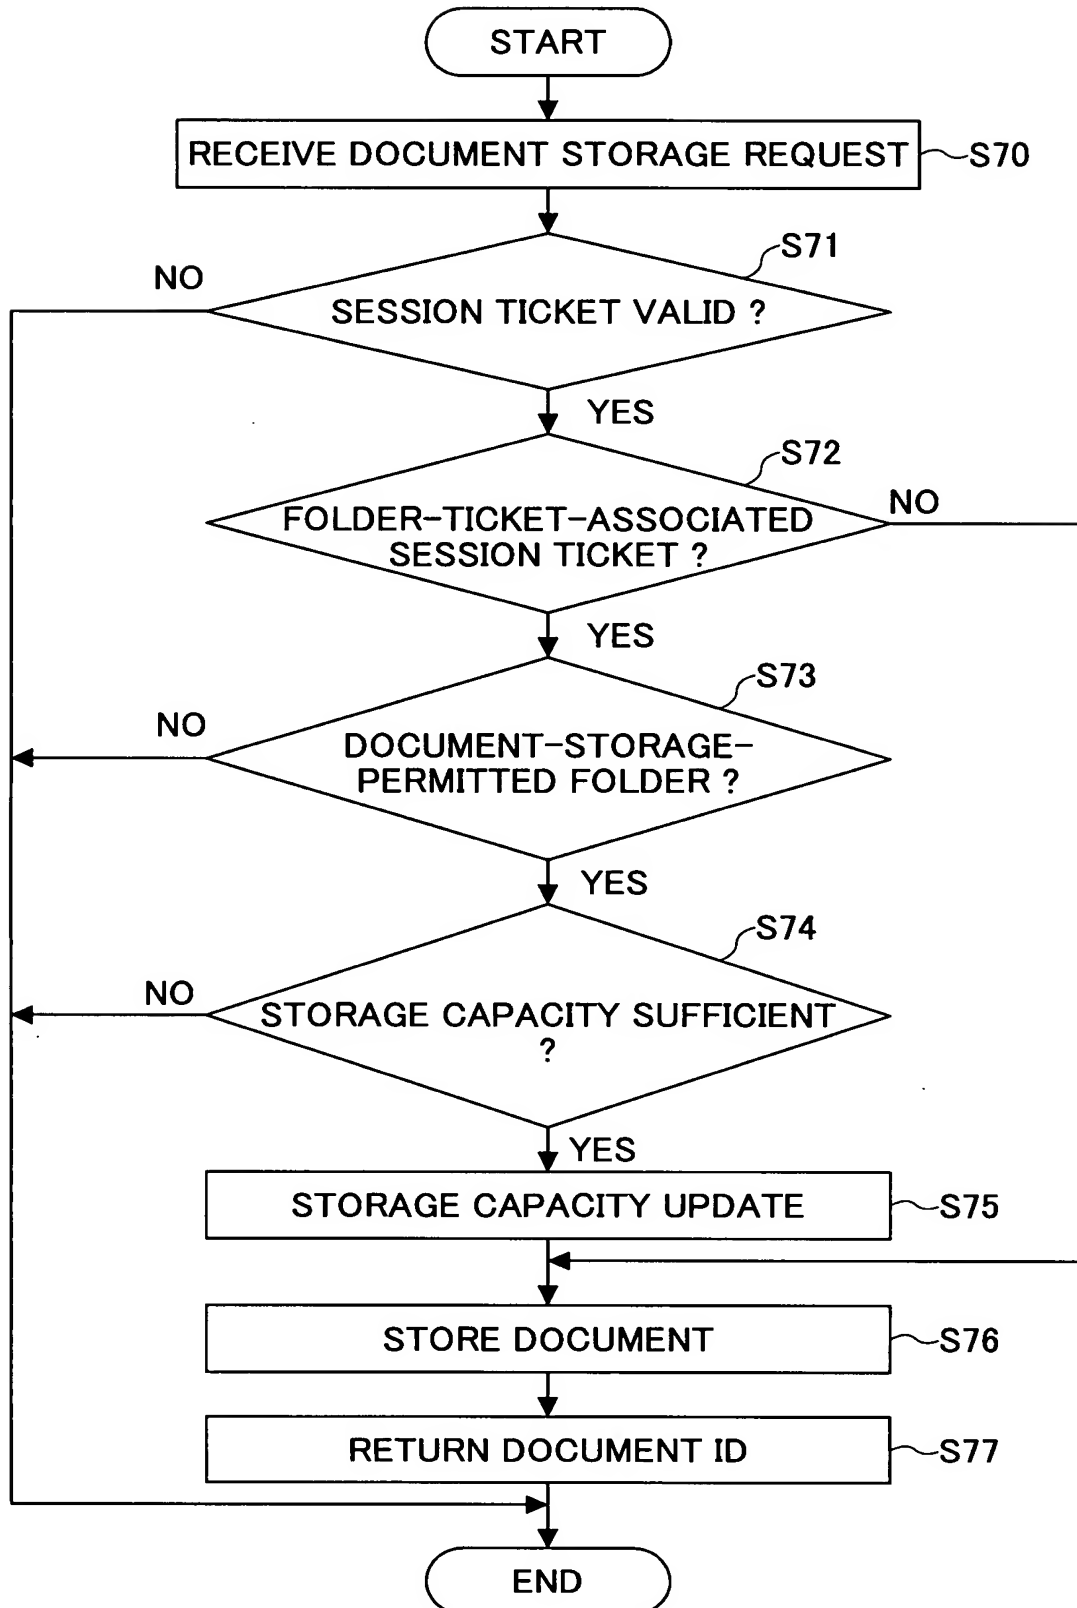 START
RECEIVE DOCUMENT STORAGE REQUEST
S70
S71
NO
SESSION TICKET VALID ?
YES
S72
NO
FOLDER-TICKET-ASSOCIATED
SESSION TICKET ?
YES
S73
NO
DOCUMENT-STORAGE-
PERMITTED FOLDER ?
YES
S74
NO
STORAGE CAPACITY SUFFICIENT
?
YES
STORAGE CAPACITY UPDATE
S75
STORE DOCUMENT
S76
RETURN DOCUMENT ID
S77
END